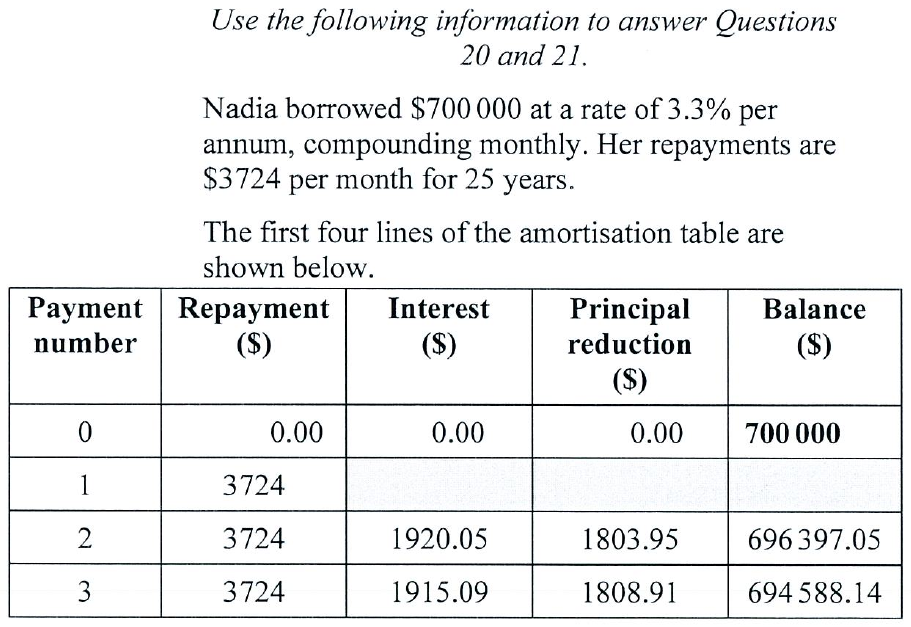 Use the following information to answer Questions
20 and 21.
Nadia borrowed $700 000 at a rate of 3.3% per
annum, compounding monthly. Her repayments are
$3724 per month for 25 years.
The first four lines of the amortisation table are
shown below.
Payment number Repayment ($) Interest ($) Principal reduction ($) Balance ($)
0 0.00 0.00 0.00 700 000
1 3724
2 3724 1920.05 1803.95 696 397.05
3 3724 1915.09 1808.91 694 588.14